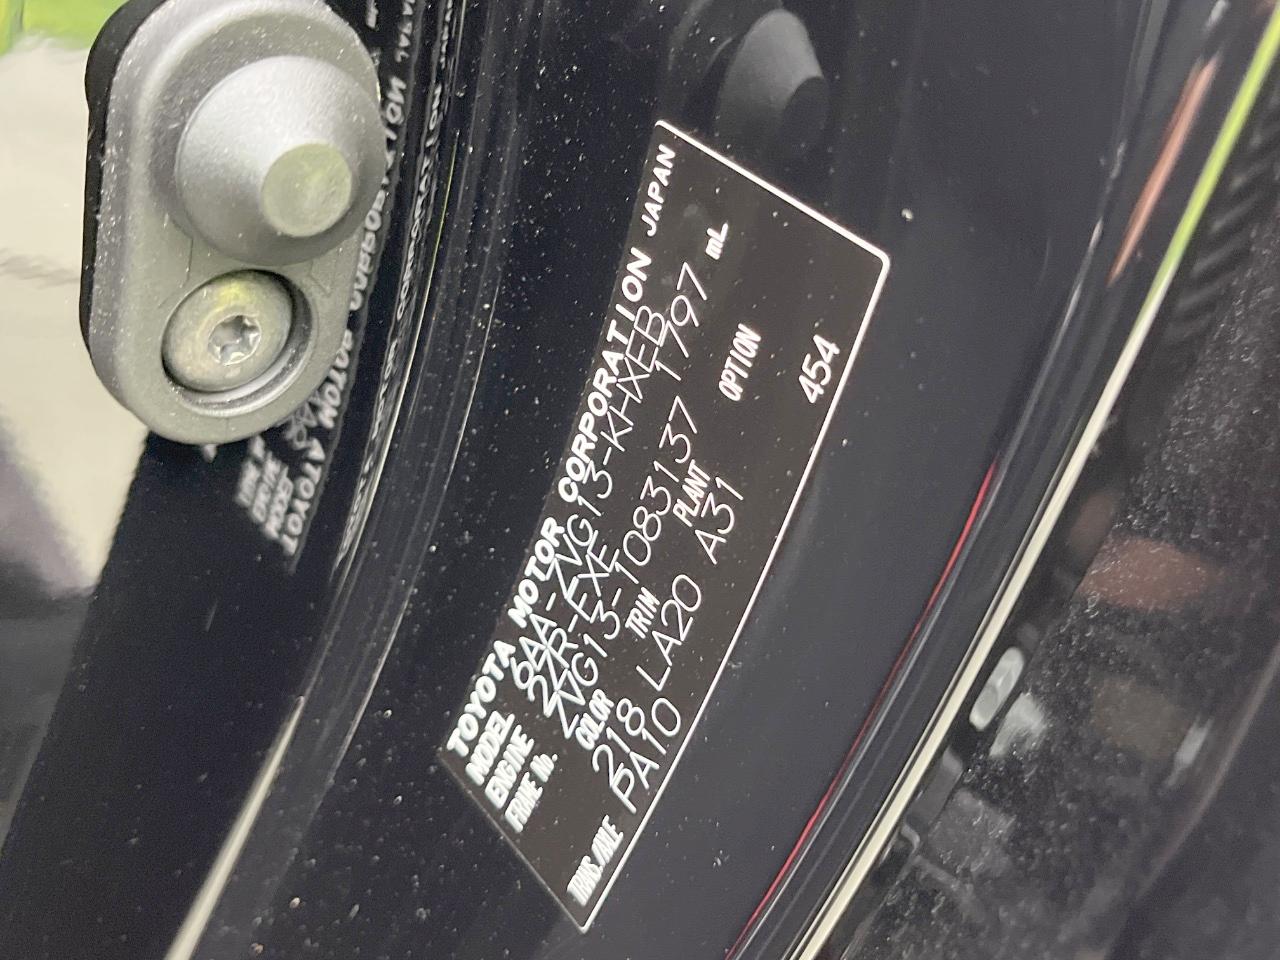 TOYOTA MOTOR CORPORATION JAPAN
MODEL 6AA-ZVG13-KHXEB
ENGINE 2ZR-FXE 1797 mL
FRAME No. ZVG13-1083137
COLOR TRIM PLANT OPTION
218 LA20 A31 454
TRANS./AXLE PA10